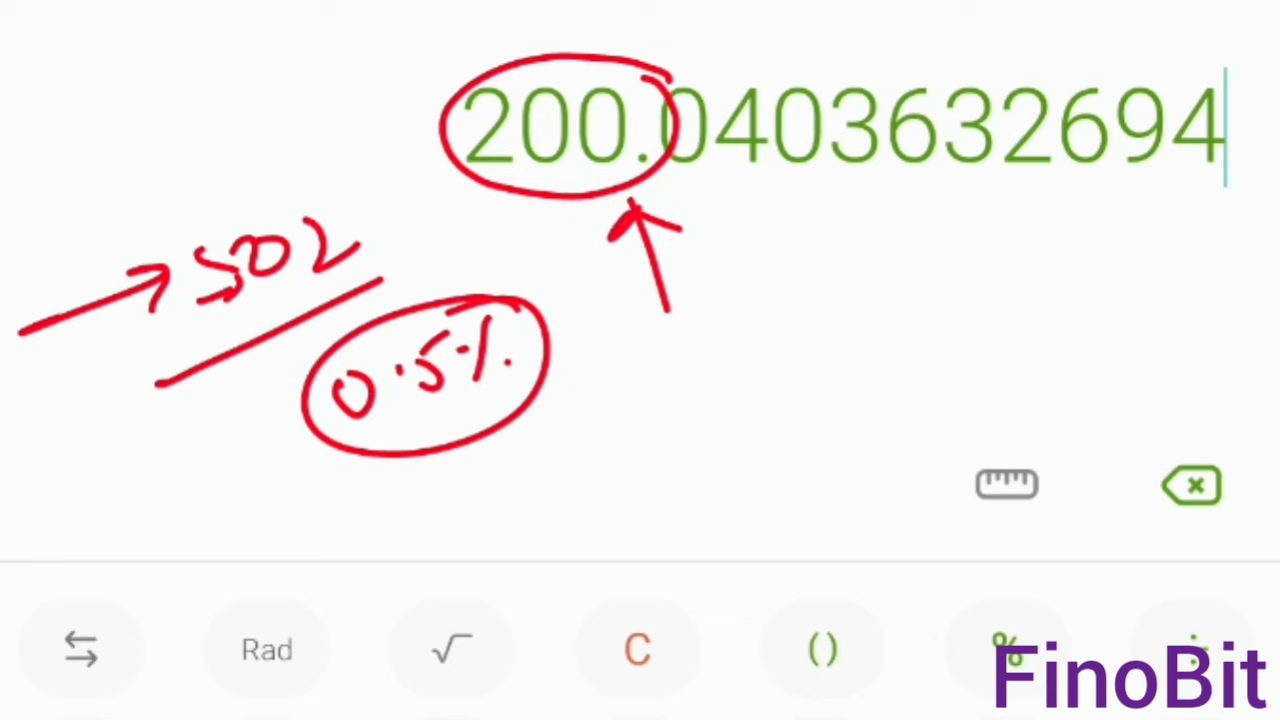 200.0403632694
502
0.5%.
Rad
√
C
()
%
÷
FinoBit